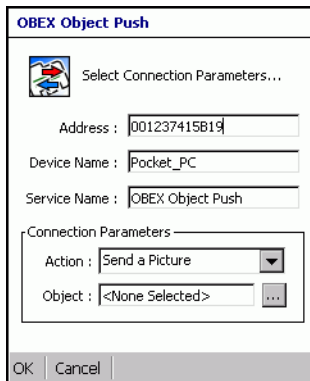 OBEX Object Push
Select Connection Parameters...
Address : 001237415B19
Device Name : Pocket_PC
Service Name : OBEX Object Push
Connection Parameters
Action : Send a Picture
Object : <None Selected> ...
OK Cancel